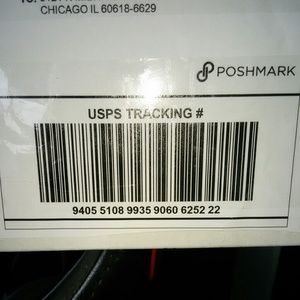 CHICAGO IL 60618-6629
POSHMARK
USPS TRACKING #
9405 5108 9935 9060 6252 22